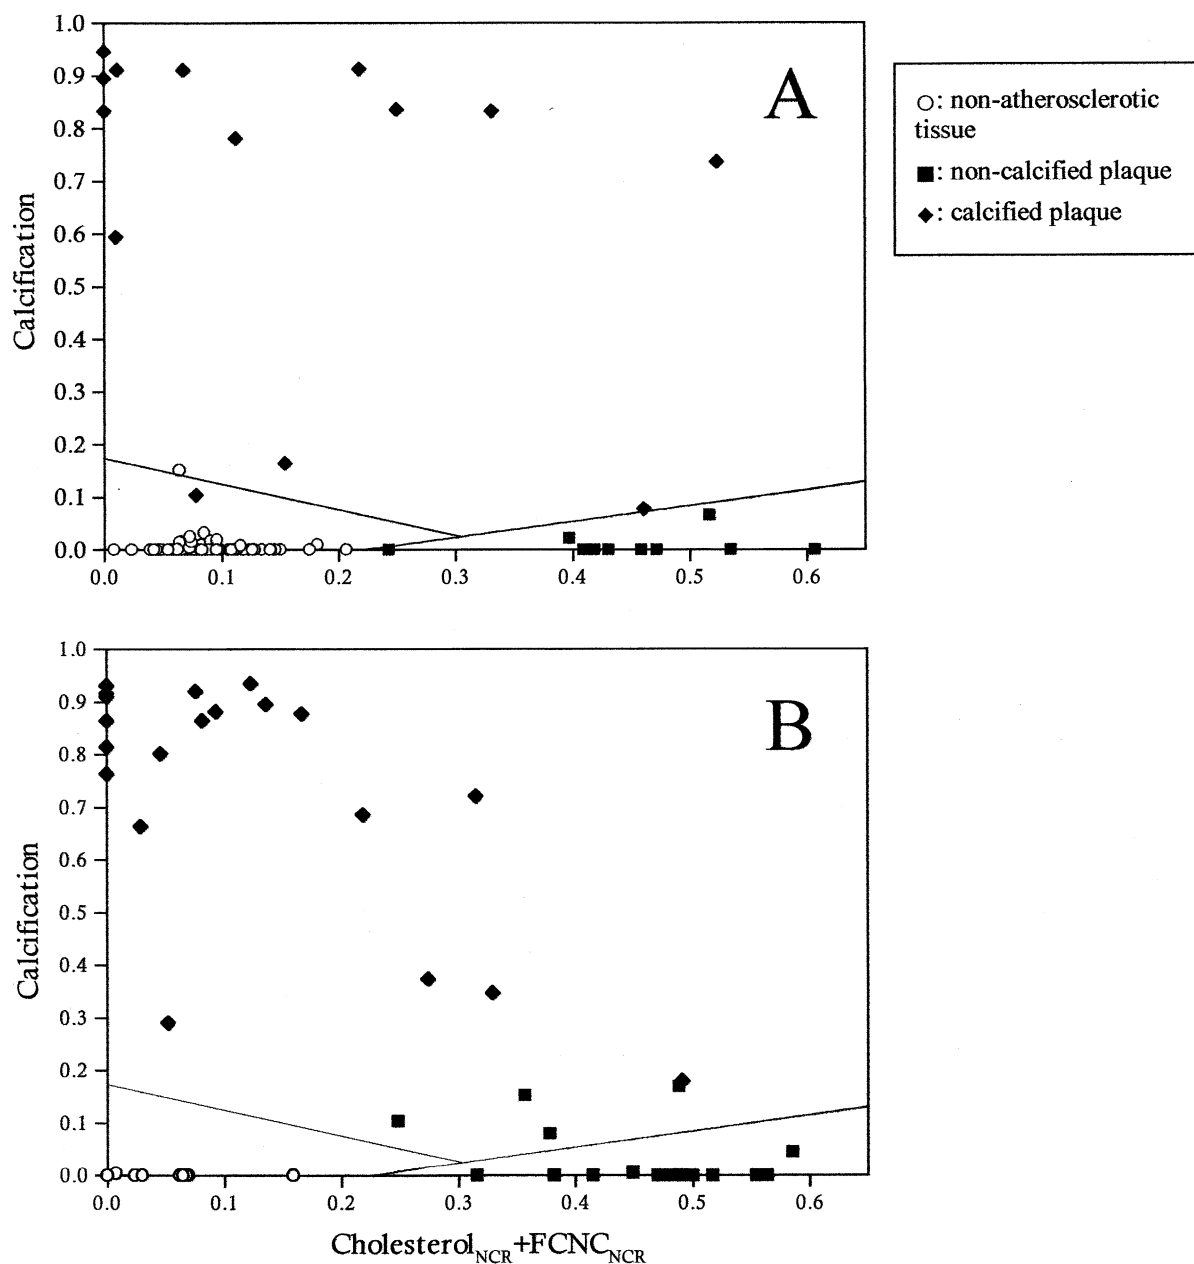 1.0
0.9
0.8
0.7
0.6
0.5
0.4
0.3
0.2
0.1
0.0
Calcification
A
0.0 0.1 0.2 0.3 0.4 0.5 0.6
○: non-atherosclerotic
tissue
■: non-calcified plaque
◆: calcified plaque
1.0
0.9
0.8
0.7
0.6
0.5
0.4
0.3
0.2
0.1
0.0
Calcification
B
0.0 0.1 0.2 0.3 0.4 0.5 0.6
Cholesterol_NCR+FCNC_NCR